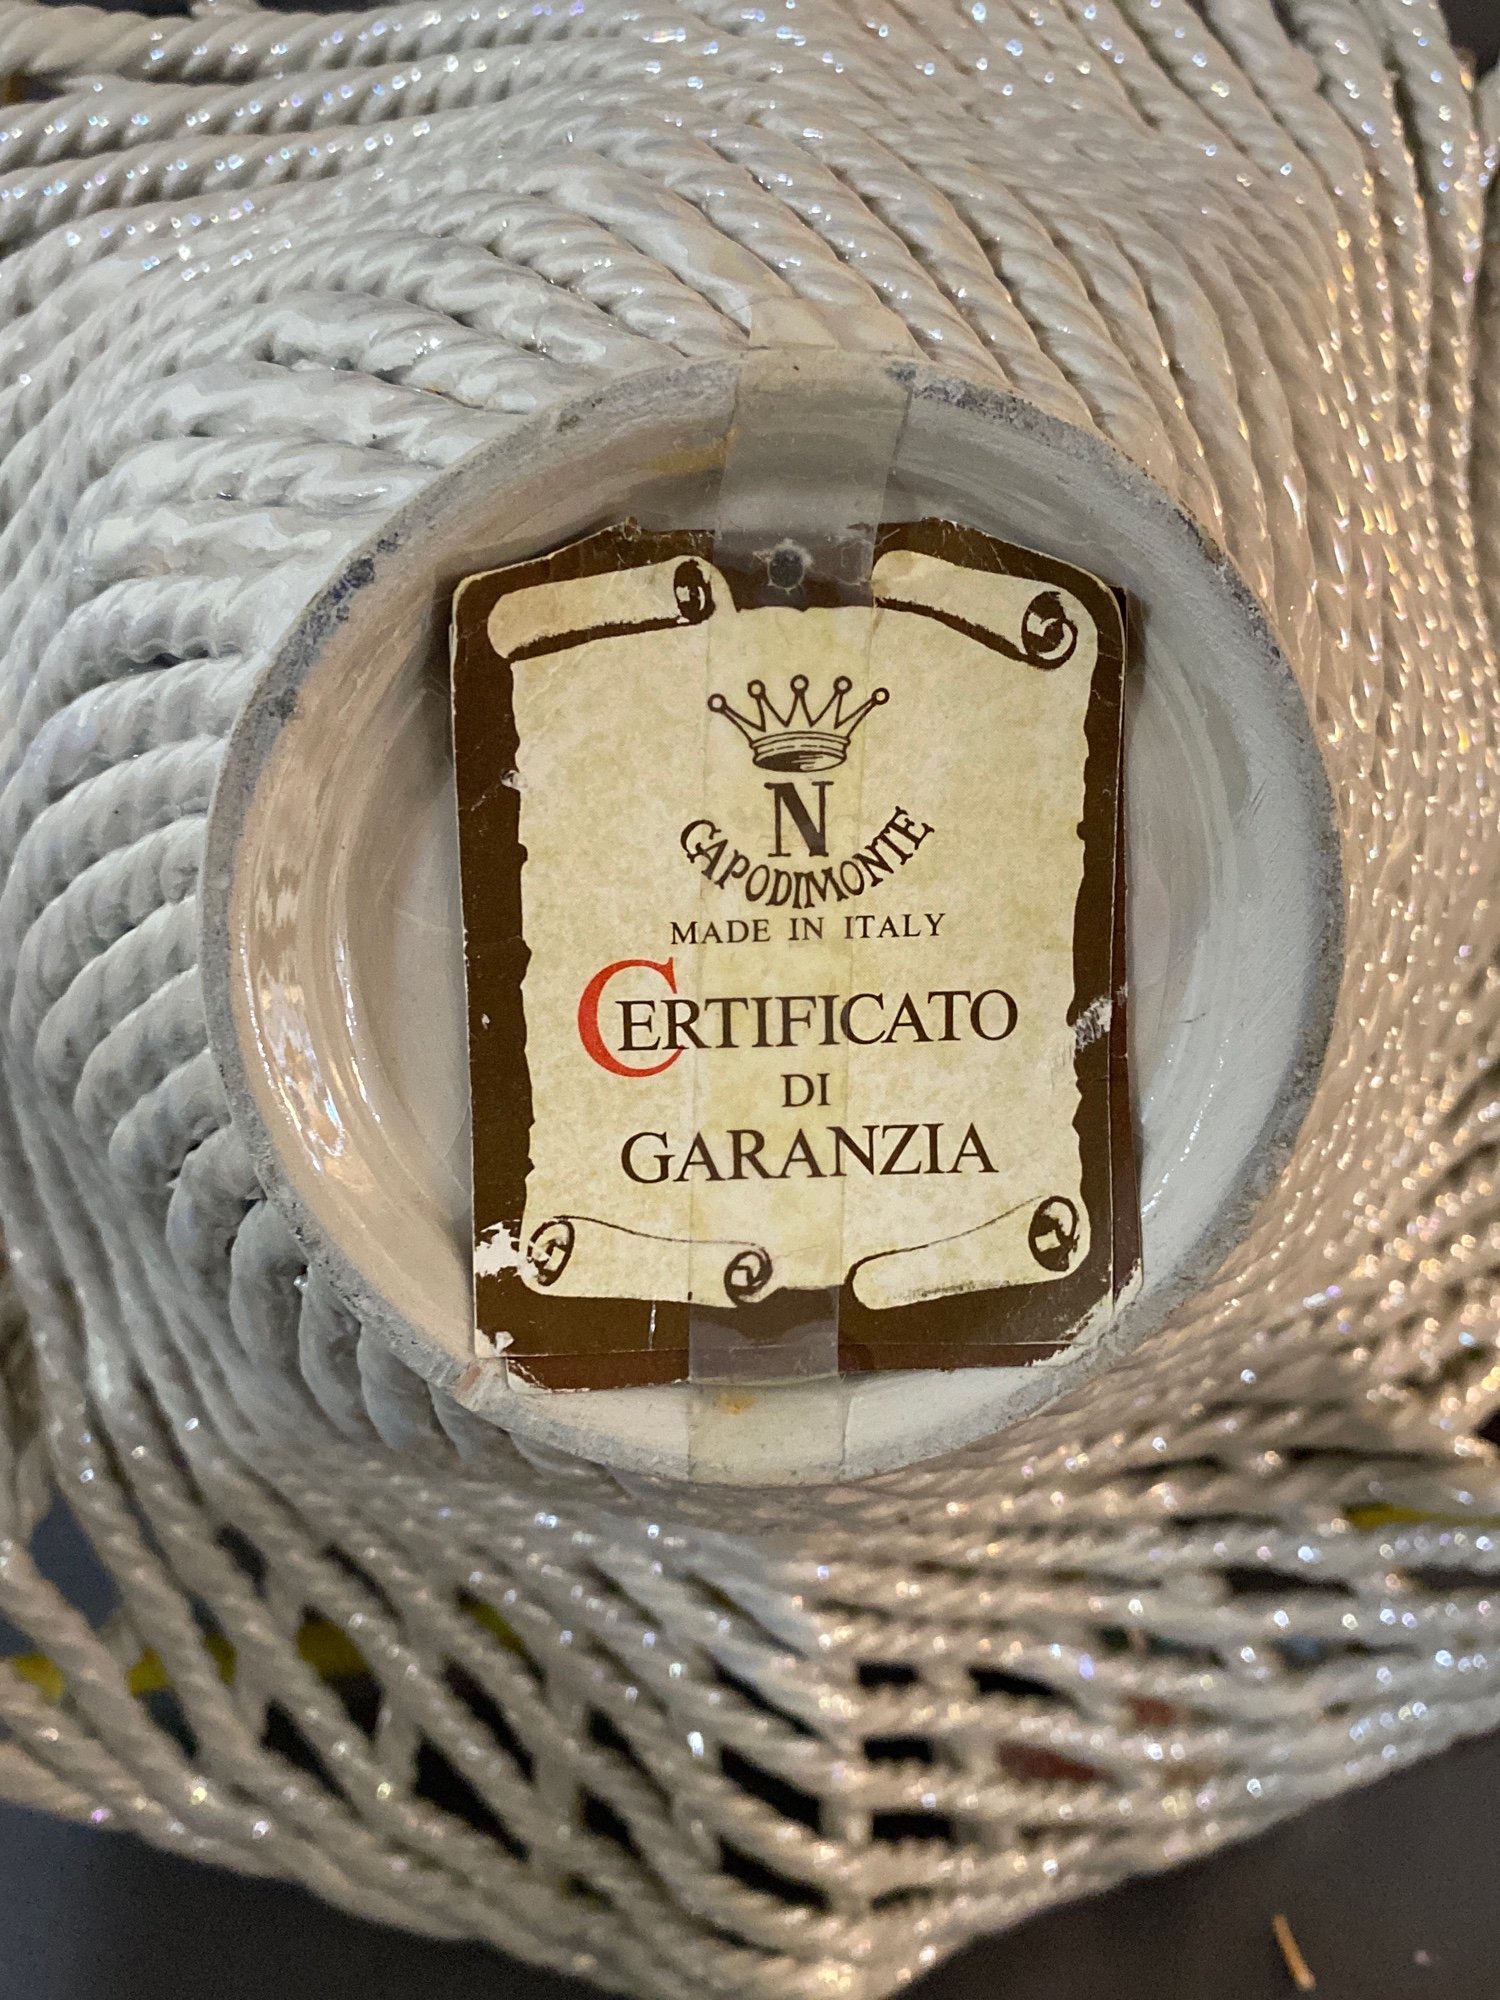 N
CAPODIMONTE
MADE IN ITALY
CERTIFICATO
DI
GARANZIA